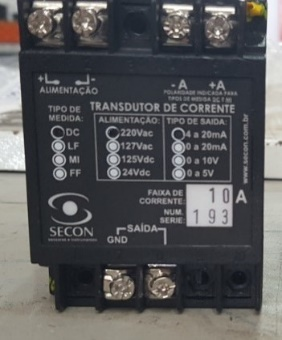 + -
ALIMENTAÇÃO
-A +A
POLARIDADE INDICADA PARA
TIPOS DE MEDIDA DC E MI
TRANSDUTOR DE CORRENTE
TIPO DE MEDIDA:
DC
LF
MI
FF
ALIMENTAÇÃO:
220Vac
127Vac
125Vdc
24Vdc
TIPO DE SAÍDA:
4 a 20mA
0 a 20mA
0 a 10V
0 a 5V
www.secon.com.br
FAIXA DE CORRENTE: 10 A
NUM. SERIE: 193
SECON
SAÍDA
GND